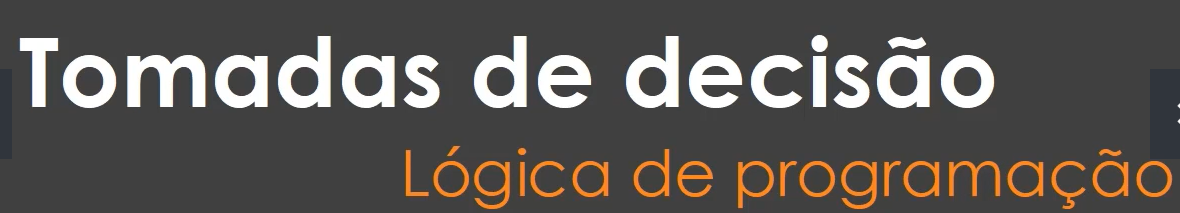 Tomadas de decisão
Lógica de programação